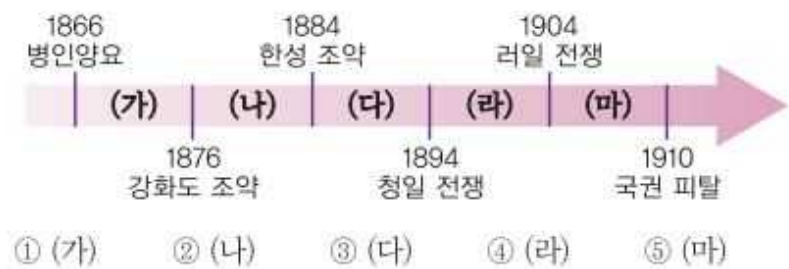 1866 1884 1904
병인양요 한성 조약 러일 전쟁
(가) (나) (다) (라) (마)
1876 1894 1910
강화도 조약 청일 전쟁 국권 피탈
① (가) ② (나) ③ (다) ④ (라) ⑤ (마)